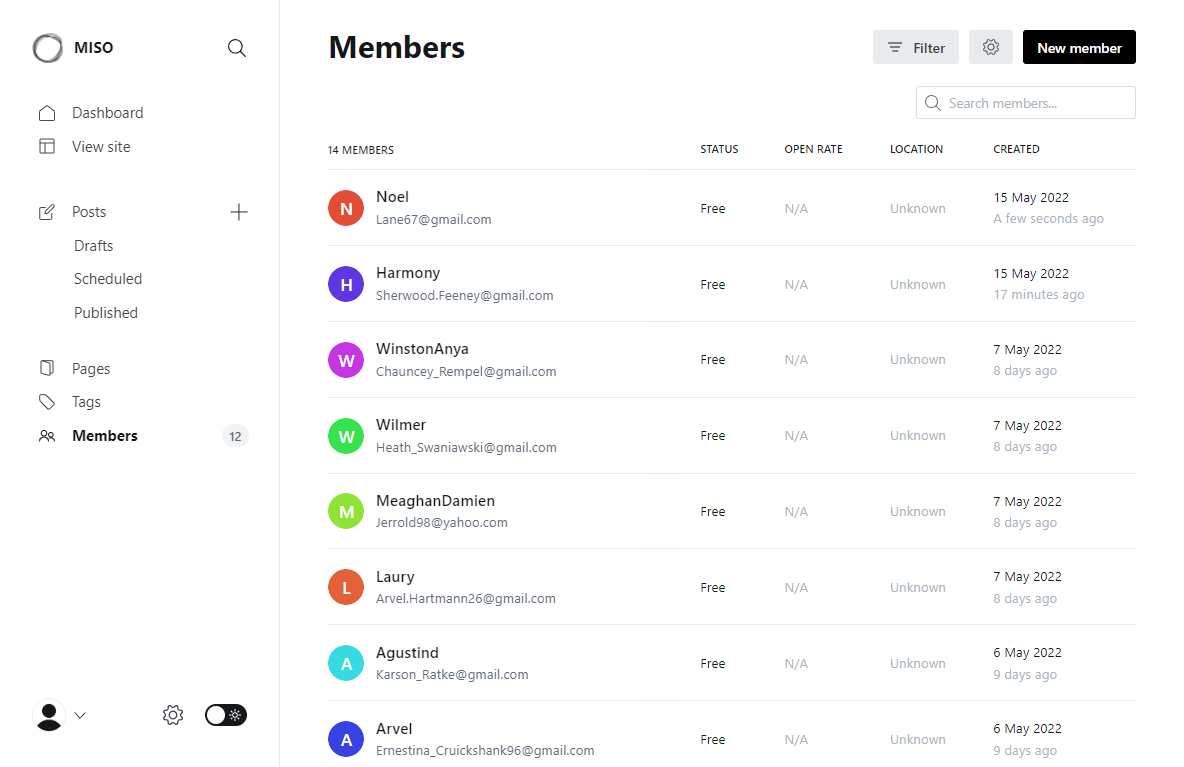 MISO
Dashboard
View site
Posts
Drafts
Scheduled
Published
Pages
Tags
Members 12
Members
Filter
New member
Search members...
14 MEMBERS STATUS OPEN RATE LOCATION CREATED
N Noel Lane67@gmail.com Free N/A Unknown 15 May 2022 A few seconds ago
H Harmony Sherwood.Feeney@gmail.com Free N/A Unknown 15 May 2022 17 minutes ago
W WinstonAnya Chauncey_Rempel@gmail.com Free N/A Unknown 7 May 2022 8 days ago
W Wilmer Heath_Swaniawski@gmail.com Free N/A Unknown 7 May 2022 8 days ago
M MeaghanDamien Jerrold98@yahoo.com Free N/A Unknown 7 May 2022 8 days ago
L Laury Arvel.Hartmann26@gmail.com Free N/A Unknown 7 May 2022 8 days ago
A Agustind Karson_Ratke@gmail.com Free N/A Unknown 6 May 2022 9 days ago
A Arvel Ernestina_Cruickshank96@gmail.com Free N/A Unknown 6 May 2022 9 days ago